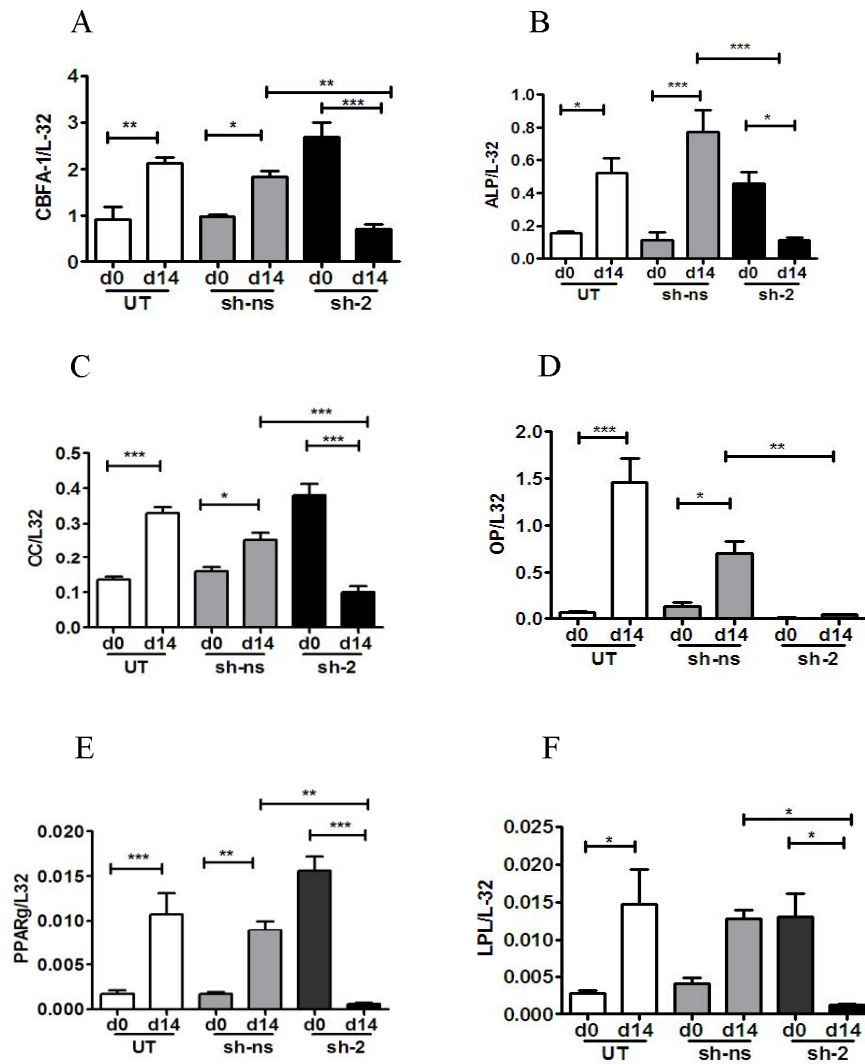 A
CBFA-1/L-32
4
3
2
1
0
** * ** ***
d0 d14 d0 d14 d0 d14
UT sh-ns sh-2
B
ALP/L-32
1.0
0.8
0.6
0.4
0.2
0.0
* *** *** *
d0 d14 d0 d14 d0 d14
UT sh-ns sh-2
C
CC/L32
0.5
0.4
0.3
0.2
0.1
0.0
*** * *** ***
d0 d14 d0 d14 d0 d14
UT sh-ns sh-2
D
OP/L32
2.0
1.5
1.0
0.5
0.0
*** * **
d0 d14 d0 d14 d0 d14
UT sh-ns sh-2
E
PPARg/L32
0.020
0.015
0.010
0.005
0.000
*** ** ** ***
d0 d14 d0 d14 d0 d14
UT sh-ns sh-2
F
LPL/L-32
0.025
0.020
0.015
0.010
0.005
0.000
* * *
d0 d14 d0 d14 d0 d14
UT sh-ns sh-2